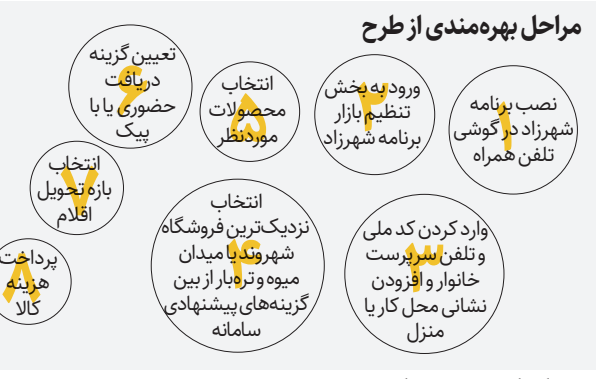 مراحل بهره‌مندی از طرح
۱
نصب برنامه
شهرزاد در گوشی
تلفن همراه
۲
ورود به بخش
تنظیم بازار
برنامه شهرزاد
۳
وارد کردن کد ملی
و تلفن سرپرست
خانوار و افزودن
نشانی محل کار یا
منزل
۴
انتخاب
نزدیک‌ترین فروشگاه
شهروند یا میدان
میوه و تره‌بار از بین
گزینه‌های پیشنهادی
سامانه
۵
انتخاب
محصولات
موردنظر
۶
تعیین گزینه
دریافت
حضوری یا با
پیک
۷
انتخاب
بازه تحویل
اقلام
۸
پرداخت
هزینه
کالا